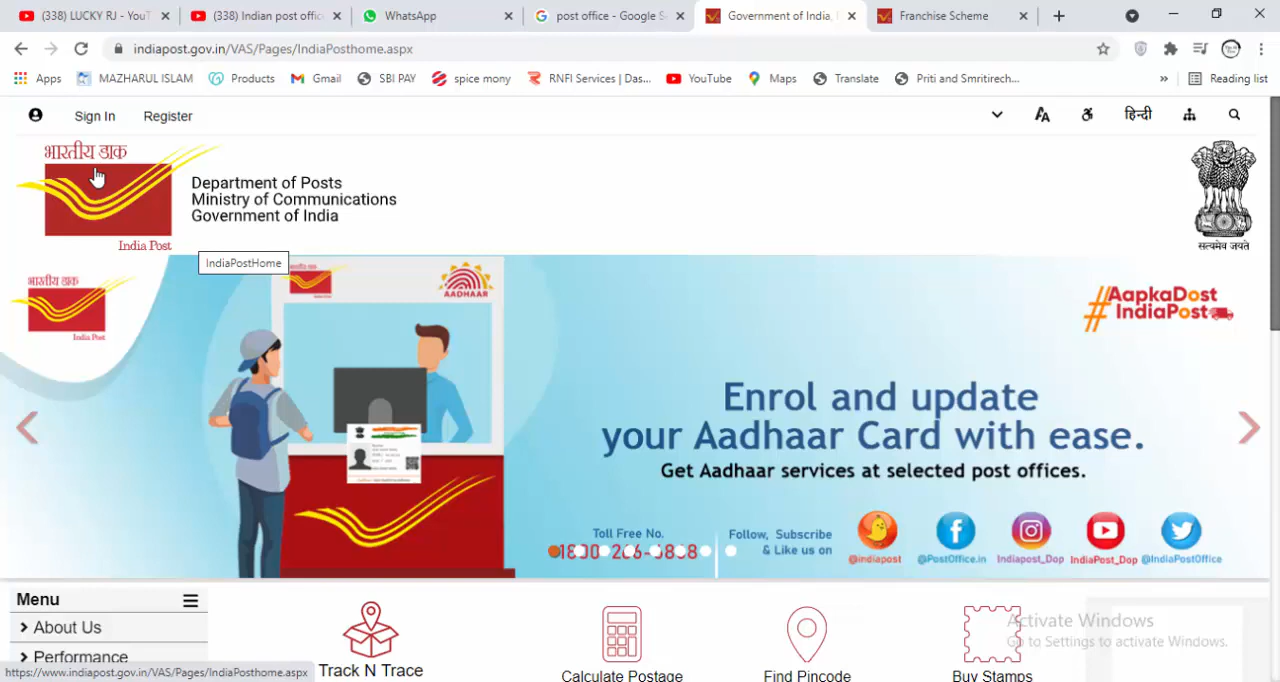 (338) LUCKY RJ - YouT
(338) Indian post offic
WhatsApp
post office - Google S
Government of India,
Franchise Scheme
indiapost.gov.in/VAS/Pages/IndiaPosthome.aspx
Apps
MAZHARUL ISLAM
Products
Gmail
SBI PAY
spice mony
RNFI Services | Das...
YouTube
Maps
Translate
Priti and Smritirech...
»
Reading list
Sign In
Register
हिन्दी
भारतीय डाक
India Post
Department of Posts
Ministry of Communications
Government of India
सत्यमेव जयते
IndiaPostHome
भारतीय डाक
India Post
AADHAAR
#AapkaDost
IndiaPost
Enrol and update
your Aadhaar Card with ease.
Get Aadhaar services at selected post offices.
Toll Free No.
Follow, Subscribe
& Like us on
@indiapost
@PostOffice.in
Indiapost_Dop
IndiaPost_Dop
@IndiaPostOffice
Menu
About Us
Performance
Track N Trace
Calculate Postage
Find Pincode
Buy Stamps
Activate Windows
Go to Settings to activate Windows.
https://www.indiapost.gov.in/VAS/Pages/IndiaPosthome.aspx